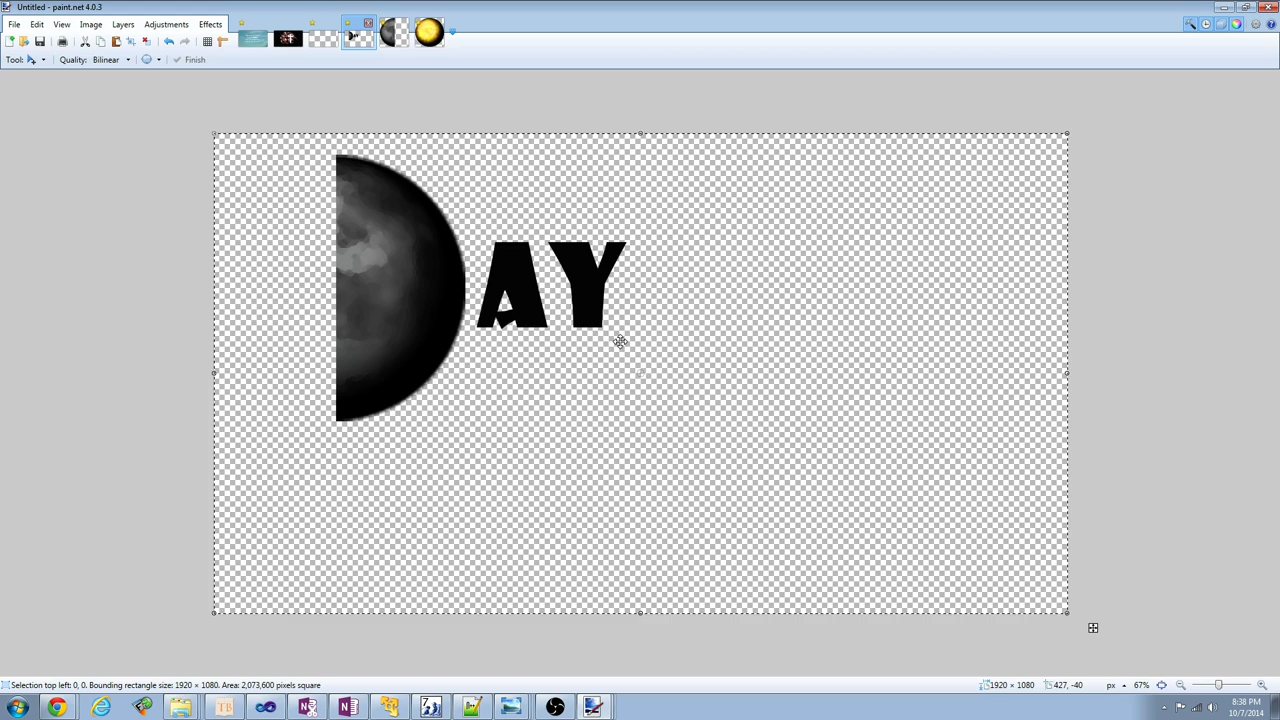 Untitled - paint.net 4.0.3
File Edit View Image Layers Adjustments Effects
Tool: Quality: Bilinear Finish
AY
Selection top left: 0, 0. Bounding rectangle size: 1920 × 1080. Area: 2,073,600 pixels square
1920 × 1080 427, -40 px 67%
TB 7
8:38 PM
10/7/2014